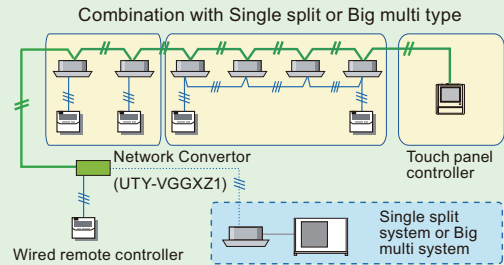 Combination with Single split or Big multi type
Touch panel
controller
Network Convertor
(UTY-VGGXZ1)
Single split
system or Big
multi system
Wired remote controller